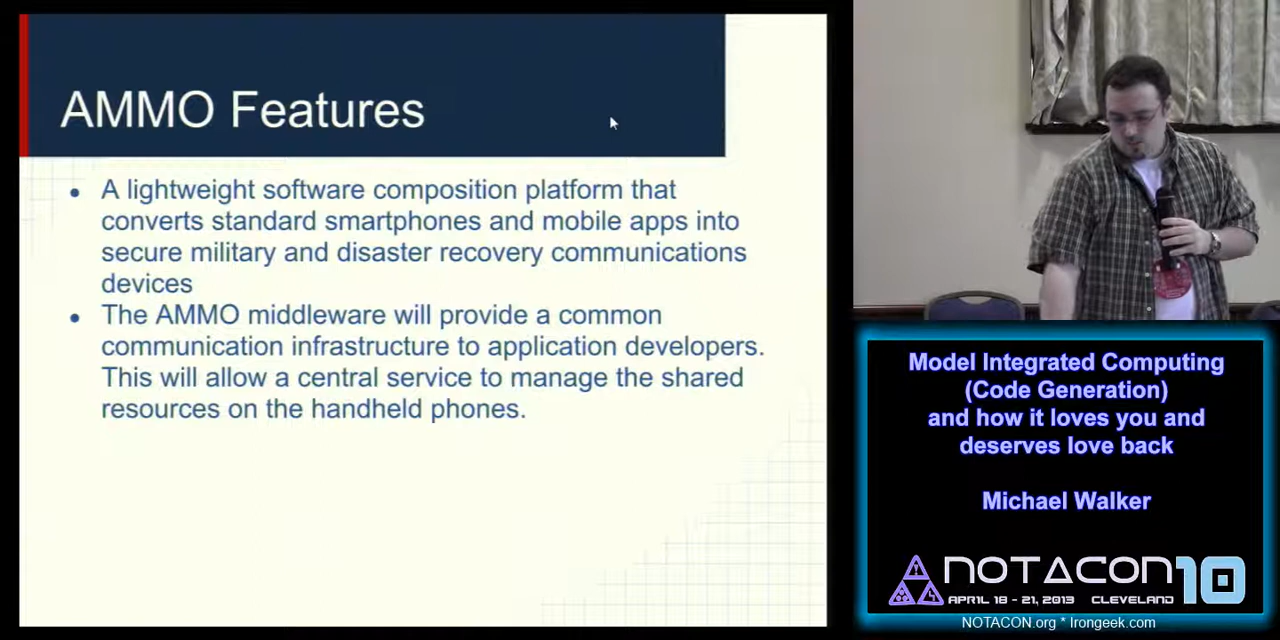 AMMO Features
• A lightweight software composition platform that
converts standard smartphones and mobile apps into
secure military and disaster recovery communications
devices
• The AMMO middleware will provide a common
communication infrastructure to application developers.
This will allow a central service to manage the shared
resources on the handheld phones.
Model Integrated Computing
(Code Generation)
and how it loves you and
deserves love back
Michael Walker
NOTACON 10
APRIL 18 - 21, 2013 CLEVELAND
NOTACON.org * Irongeek.com